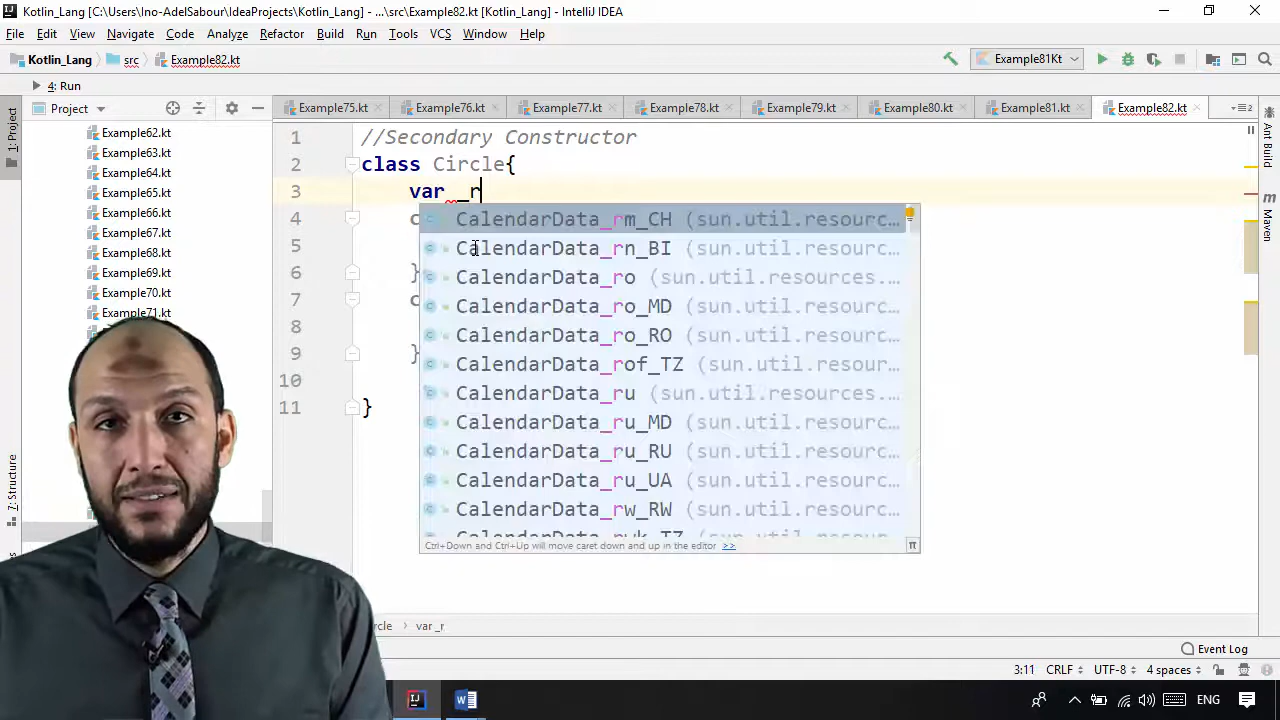 Kotlin_Lang [C:\Users\Ino-AdelSabour\IdeaProjects\Kotlin_Lang] - ...\src\Example82.kt [Kotlin_Lang] - IntelliJ IDEA
File Edit View Navigate Code Analyze Refactor Build Run Tools VCS Window Help
Kotlin_Lang src Example82.kt Example81Kt
4: Run
Project Example75.kt Example76.kt Example77.kt Example78.kt Example79.kt Example80.kt Example81.kt Example82.kt
1: Project
7: Structure
Ant Build
Maven
Example62.kt
Example63.kt
Example64.kt
Example65.kt
Example66.kt
Example67.kt
Example68.kt
Example69.kt
Example70.kt
Example71.kt
1 //Secondary Constructor
2 class Circle{
3 var _r
4 c
5
6 }
7 c
8
9 }
10
11 }
CalendarData_rm_CH (sun.util.resourc...
CalendarData_rn_BI (sun.util.resourc...
CalendarData_ro (sun.util.resources....
CalendarData_ro_MD (sun.util.resourc...
CalendarData_ro_RO (sun.util.resourc...
CalendarData_rof_TZ (sun.util.resour...
CalendarData_ru (sun.util.resources....
CalendarData_ru_MD (sun.util.resourc...
CalendarData_ru_RU (sun.util.resourc...
CalendarData_ru_UA (sun.util.resourc...
CalendarData_rw_RW (sun.util.resourc...
Ctrl+Down and Ctrl+Up will move caret down and up in the editor >>
rcle var _r
Event Log
3:11 CRLF UTF-8 4 spaces
ENG